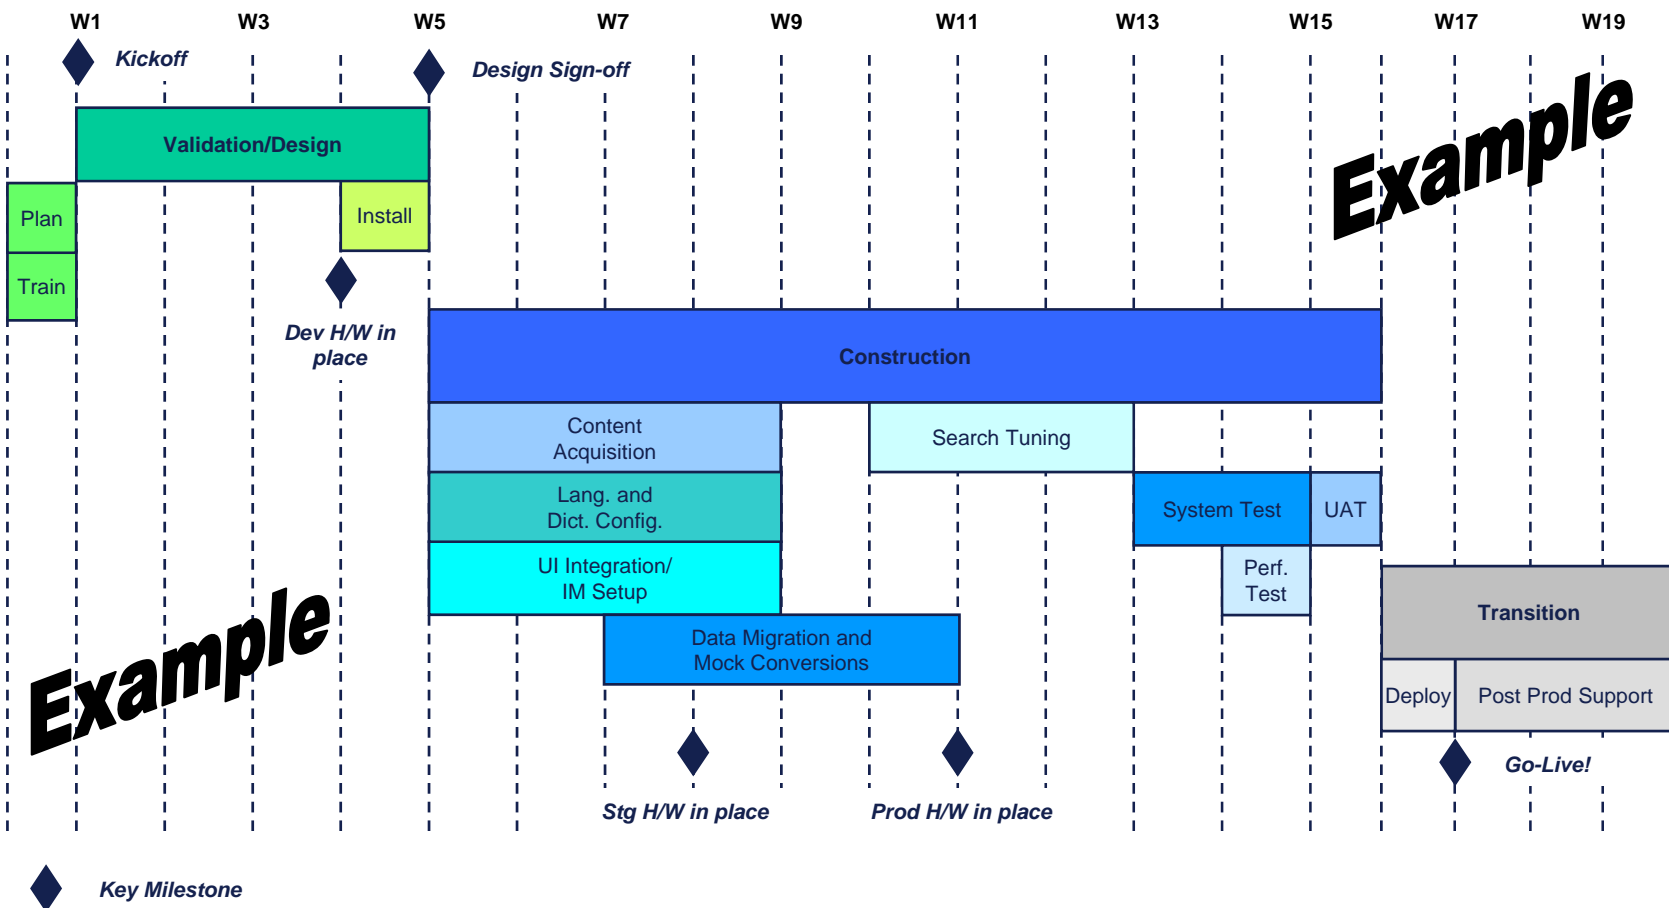 W1 W3 W5 W7 W9 W11 W13 W15 W17 W19
Kickoff
Design Sign-off
Example
Validation/Design
Plan
Install
Train
Dev H/W in
place
Construction
Content
Acquisition
Search Tuning
Lang. and
Dict. Config.
System Test
UAT
UI Integration/
IM Setup
Perf.
Test
Transition
Data Migration and
Mock Conversions
Example
Deploy
Post Prod Support
Go-Live!
Stg H/W in place
Prod H/W in place
Key Milestone